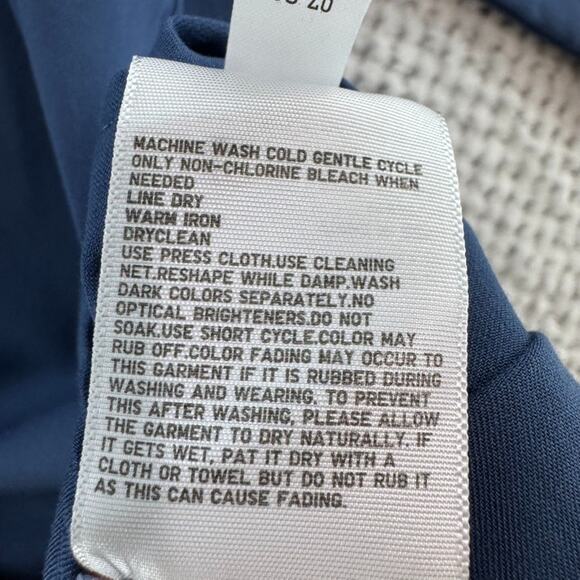 MACHINE WASH COLD GENTLE CYCLE
ONLY NON-CHLORINE BLEACH WHEN
NEEDED
LINE DRY
WARM IRON
DRYCLEAN
USE PRESS CLOTH.USE CLEANING
NET.RESHAPE WHILE DAMP.WASH
DARK COLORS SEPARATELY.NO
OPTICAL BRIGHTENERS.DO NOT
SOAK.USE SHORT CYCLE.COLOR MAY
RUB OFF.COLOR FADING MAY OCCUR TO
THIS GARMENT IF IT IS RUBBED DURING
WASHING AND WEARING. TO PREVENT
THIS AFTER WASHING, PLEASE ALLOW
THE GARMENT TO DRY NATURALLY. IF
IT GETS WET, PAT IT DRY WITH A
CLOTH OR TOWEL BUT DO NOT RUB IT
AS THIS CAN CAUSE FADING.